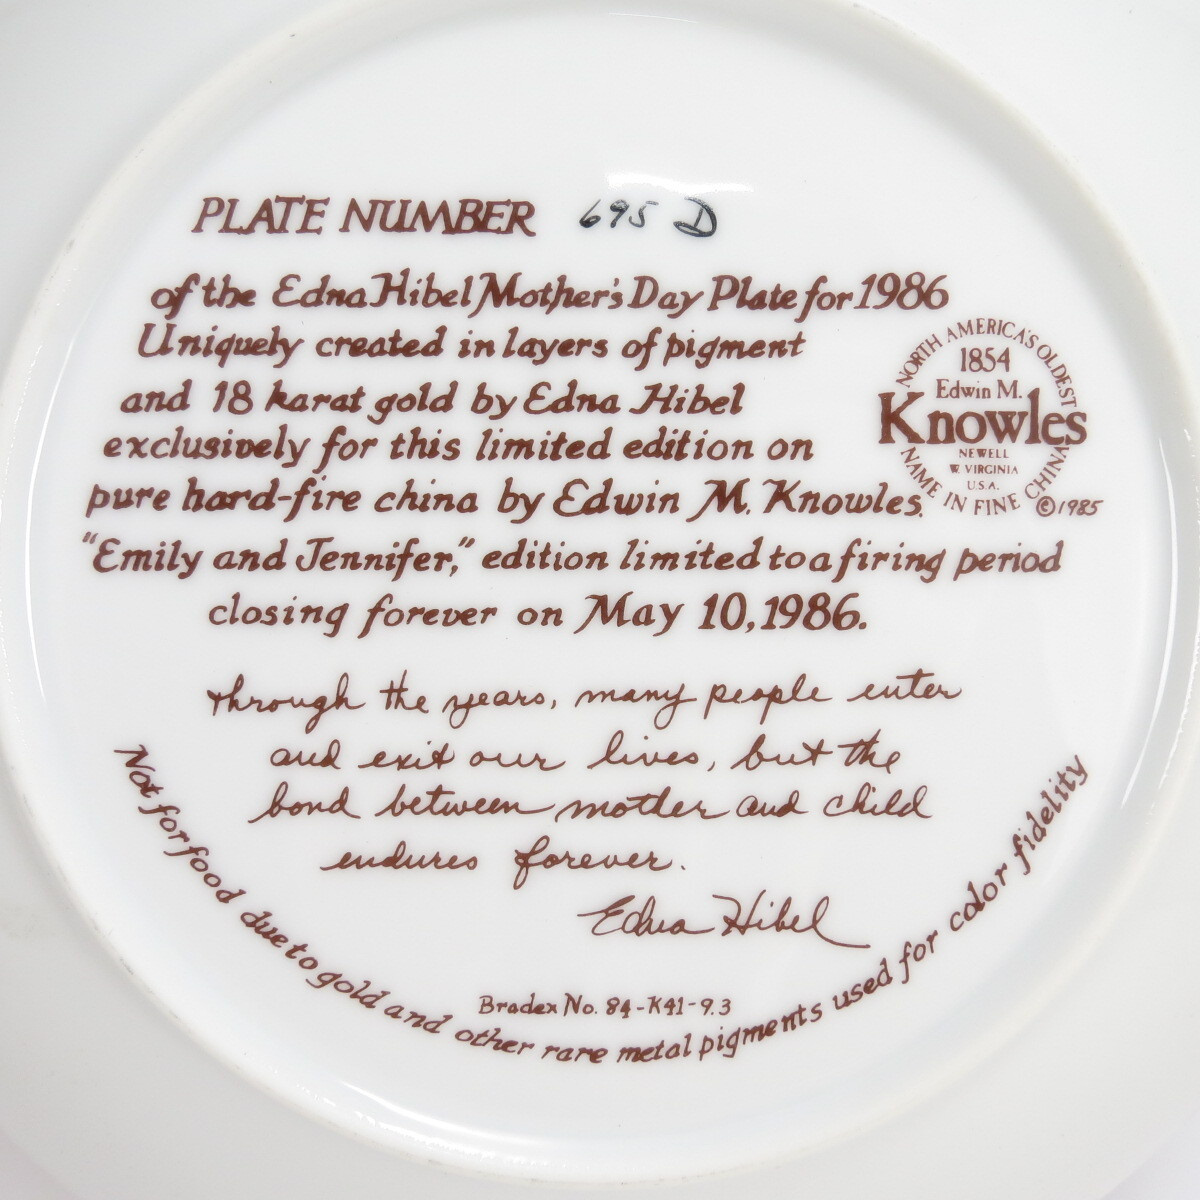 PLATE NUMBER 695 D
of the Edna Hibel Mother's Day Plate for 1986
Uniquely created in layers of pigment
and 18 karat gold by Edna Hibel
exclusively for this limited edition on
pure hard-fire china by Edwin M. Knowles.
"Emily and Jennifer," edition limited to a firing period
closing forever on May 10, 1986.
NORTH AMERICA'S OLDEST
1854
Edwin M.
Knowles
NEWELL
W. VIRGINIA
U.S.A.
NAME IN FINE CHINA
©1985
through the years, many people enter
and exit our lives, but the
bond between mother and child
endures forever.
Edna Hibel
Bradex No. 84-K41-9.3
Not for food due to gold and other rare metal pigments used for color fidelity